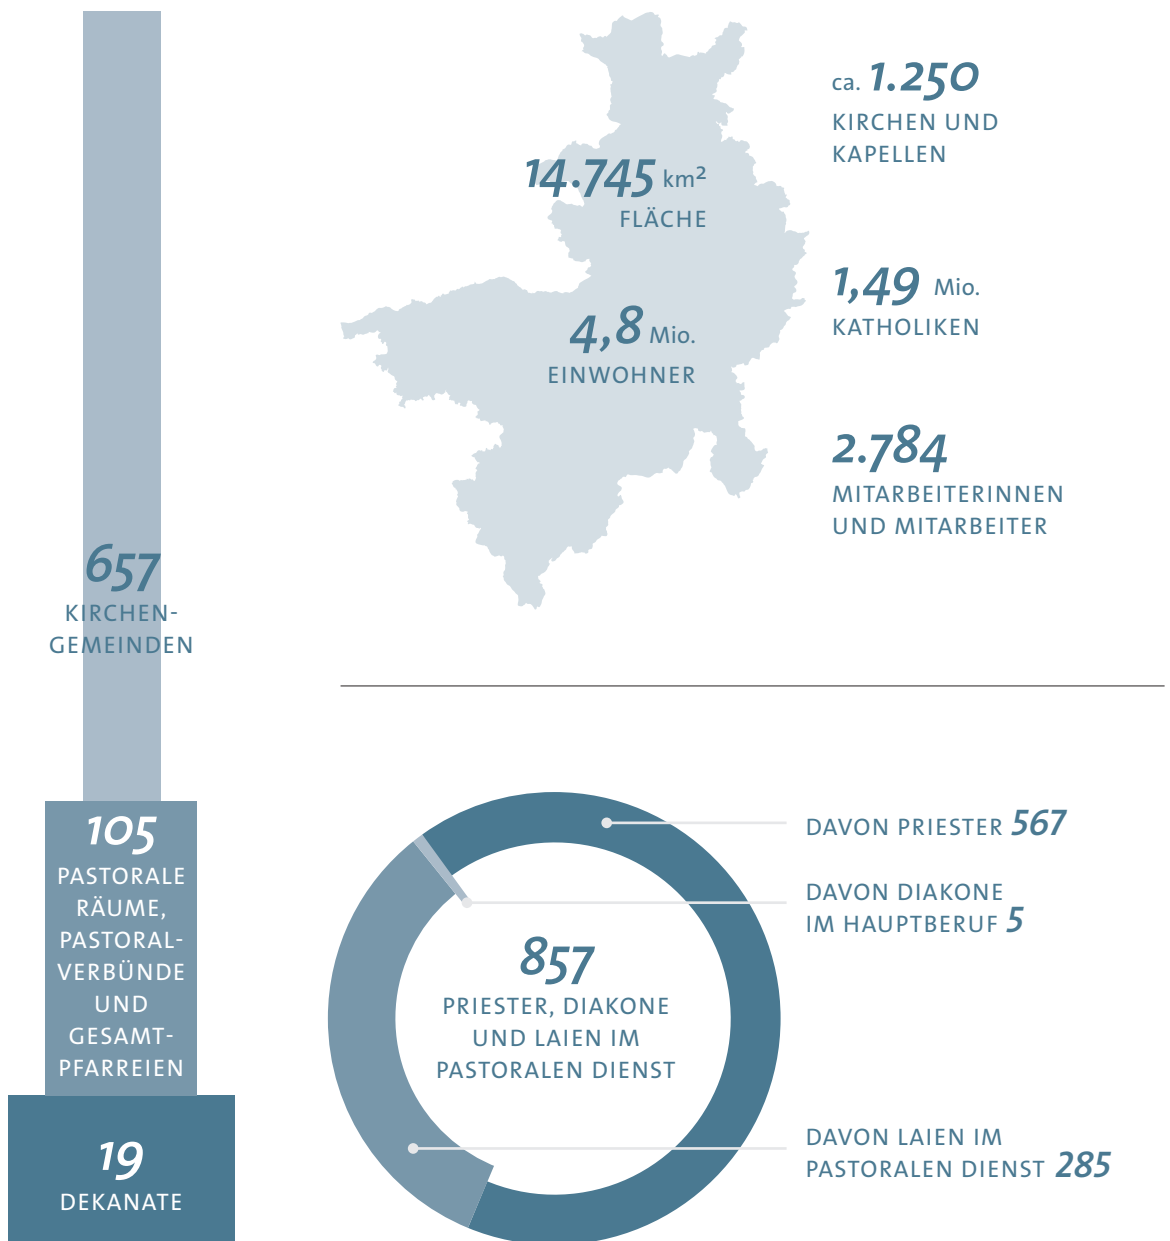 657
KIRCHEN-
GEMEINDEN
105
PASTORALE
RÄUME,
PASTORAL-
VERBÜNDE
UND
GESAMT-
PFARREIEN
19
DEKANATE
14.745 km²
FLÄCHE
4,8 Mio.
EINWOHNER
ca. 1.250
KIRCHEN UND
KAPELLEN
1,49 Mio.
KATHOLIKEN
2.784
MITARBEITERINNEN
UND MITARBEITER
857
PRIESTER, DIAKONE
UND LAIEN IM
PASTORALEN DIENST
DAVON PRIESTER 567
DAVON DIAKONE
IM HAUPTBERUF 5
DAVON LAIEN IM
PASTORALEN DIENST 285